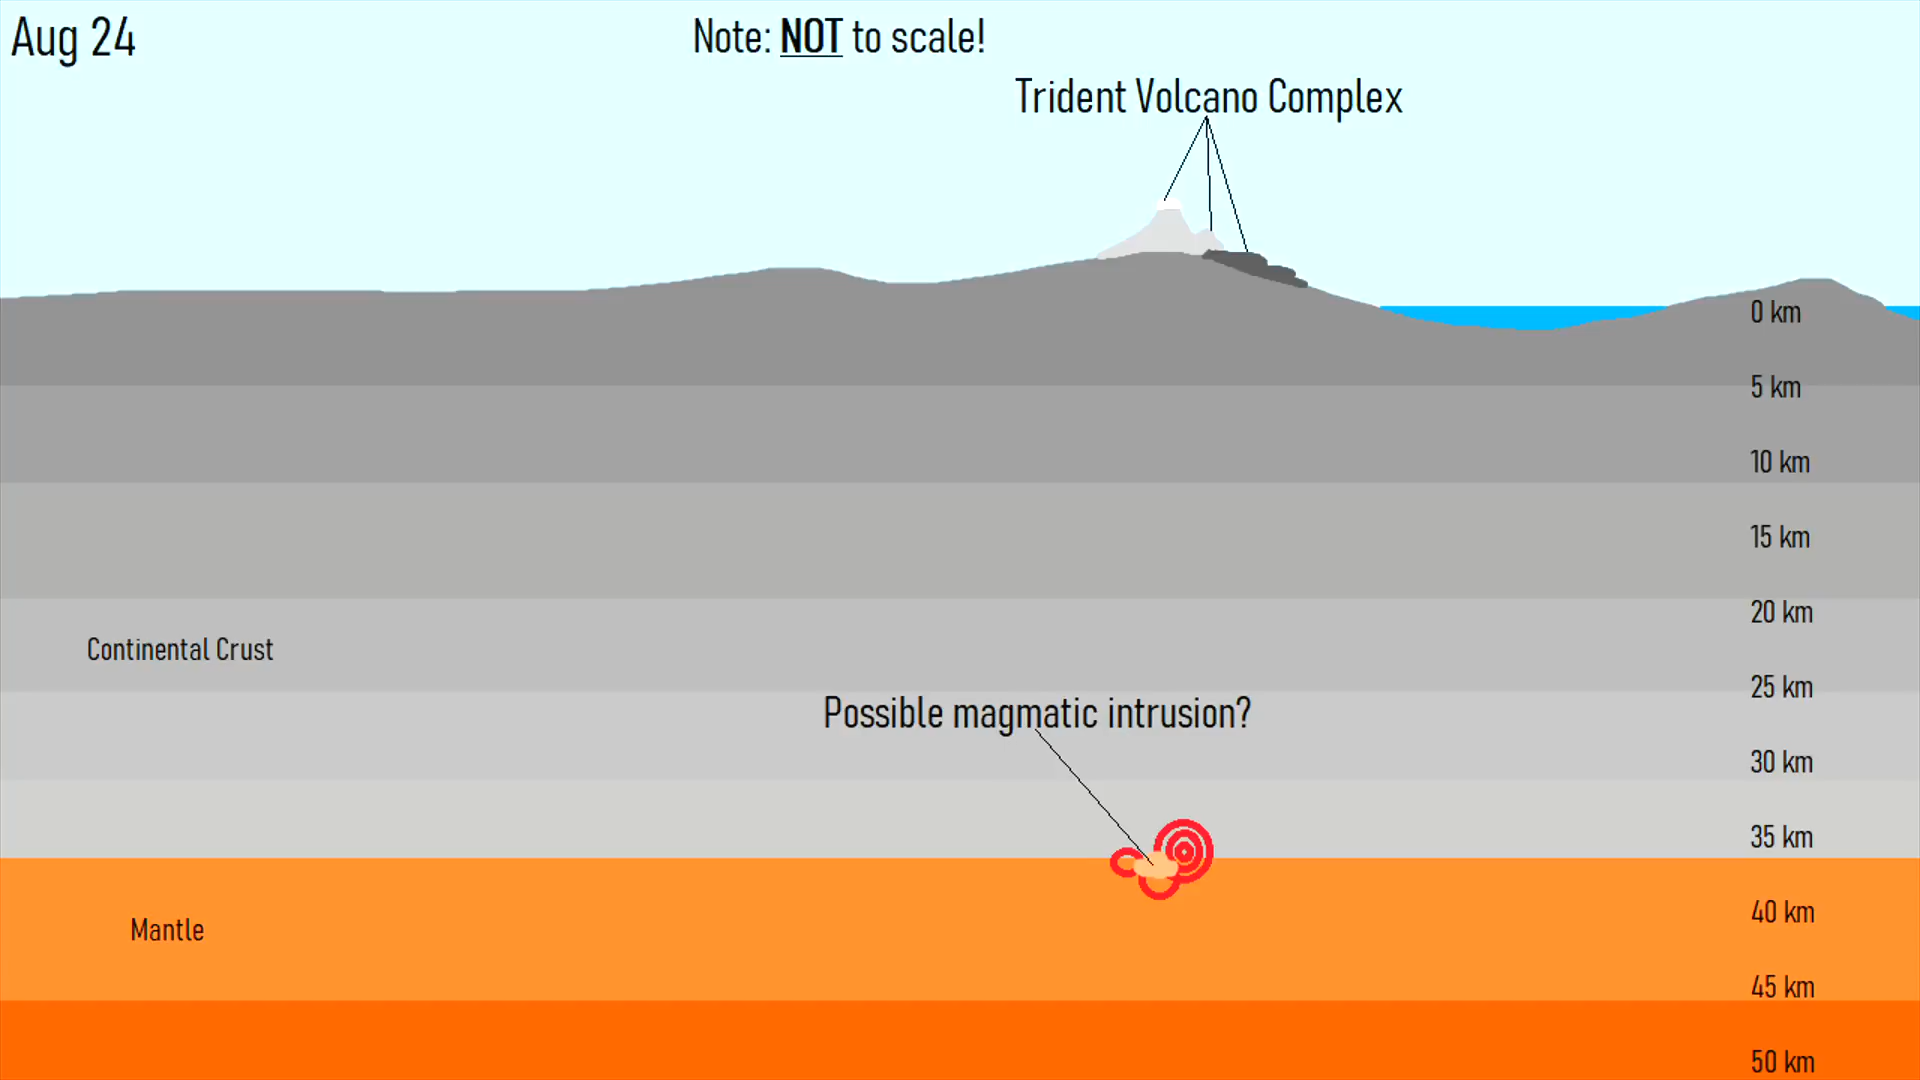 Aug 24
Note: NOT to scale!
Trident Volcano Complex
0 km
5 km
10 km
15 km
20 km
Continental Crust
25 km
Possible magmatic intrusion?
30 km
35 km
40 km
Mantle
45 km
50 km